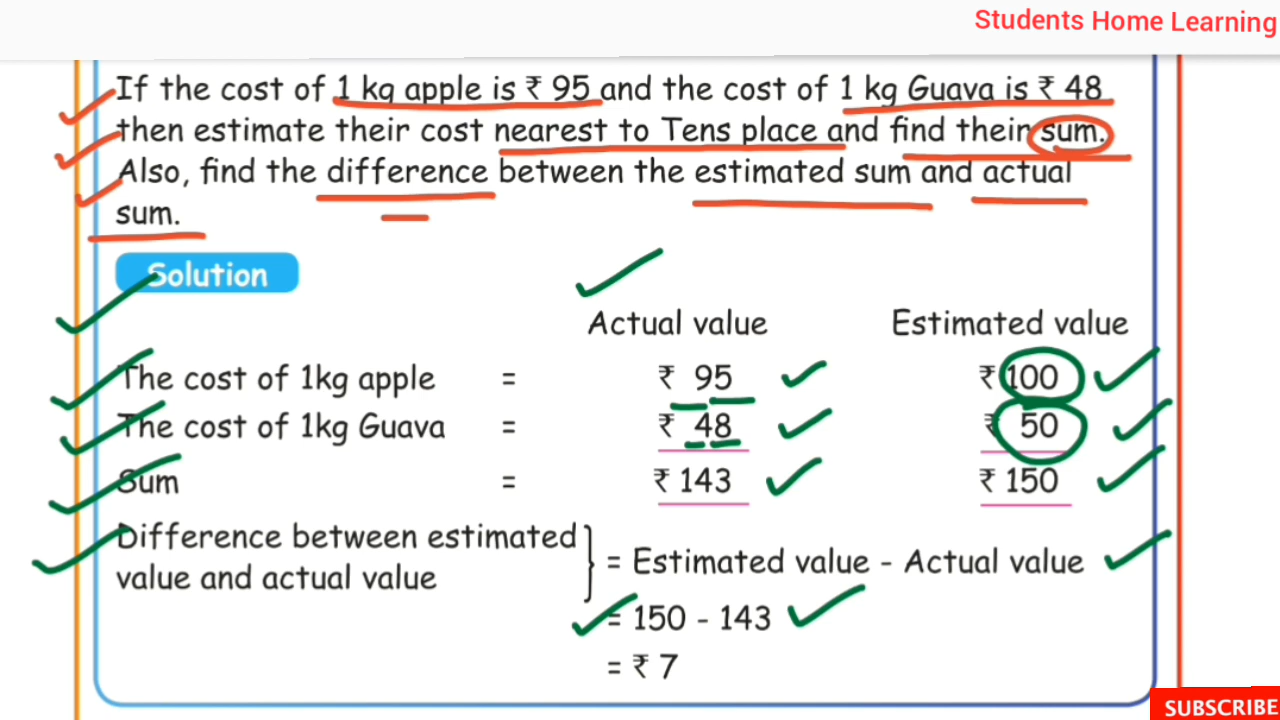 Students Home Learning
If the cost of 1 kg apple is ₹ 95 and the cost of 1 kg Guava is ₹ 48
then estimate their cost nearest to Tens place and find their sum.
Also, find the difference between the estimated sum and actual
sum.
Solution
Actual value Estimated value
The cost of 1kg apple = ₹ 95 ₹ 100
The cost of 1kg Guava = ₹ 48 ₹ 50
Sum = ₹ 143 ₹ 150
Difference between estimated
value and actual value } = Estimated value - Actual value
= 150 - 143
= ₹ 7
SUBSCRIBE